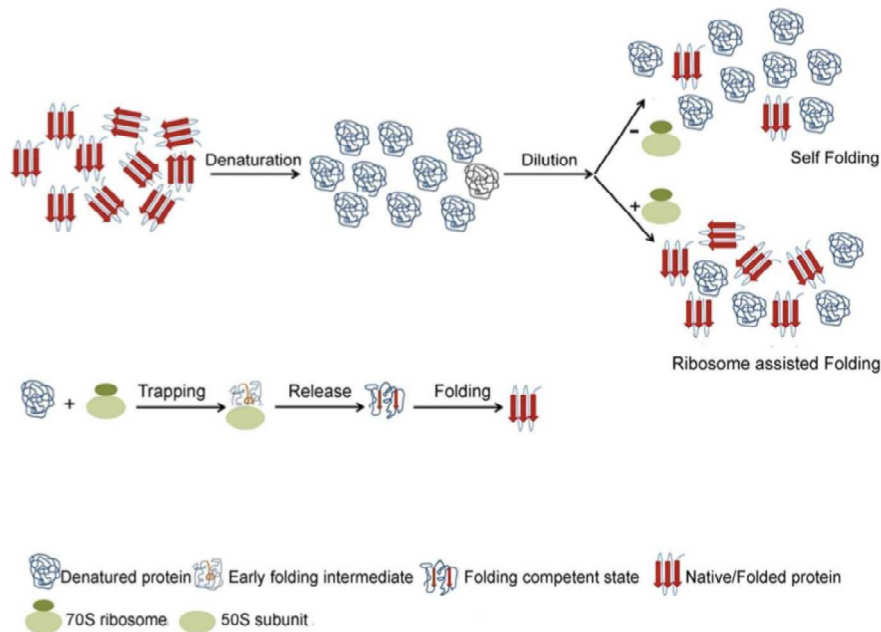 Denaturation
Dilution
-
Self Folding
+
Ribosome assisted Folding
+
Trapping
Release
Folding
Denatured protein
Early folding intermediate
Folding competent state
Native/Folded protein
70S ribosome
50S subunit